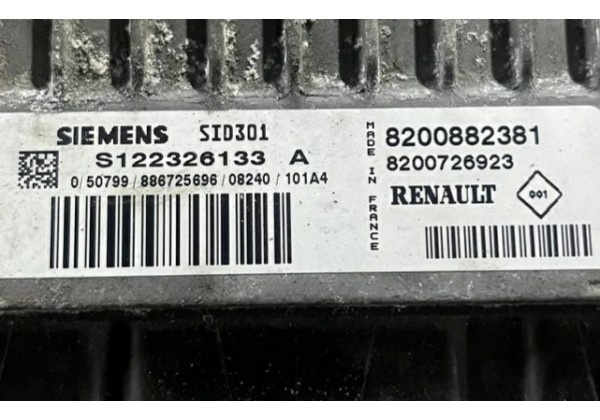 SIEMENS SID301
S122326133 A
0/50799/886725696/08240/101A4
MADE IN FRANCE
8200882381
8200726923
RENAULT 001